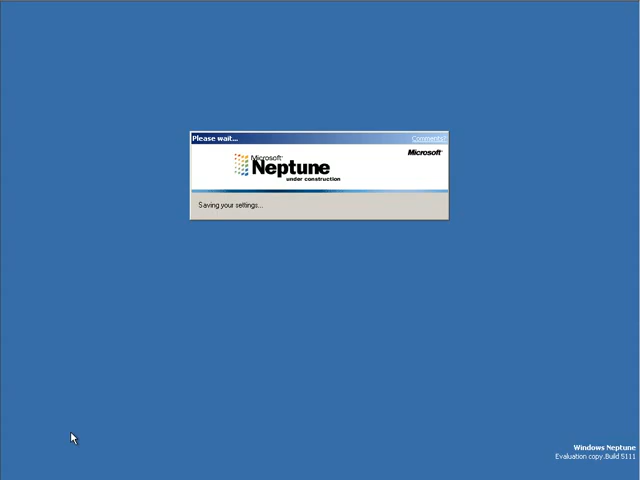 Please wait...
Comments?
Microsoft
Microsoft
Neptune
under construction
Saving your settings...
Windows Neptune
Evaluation copy.Build 5111